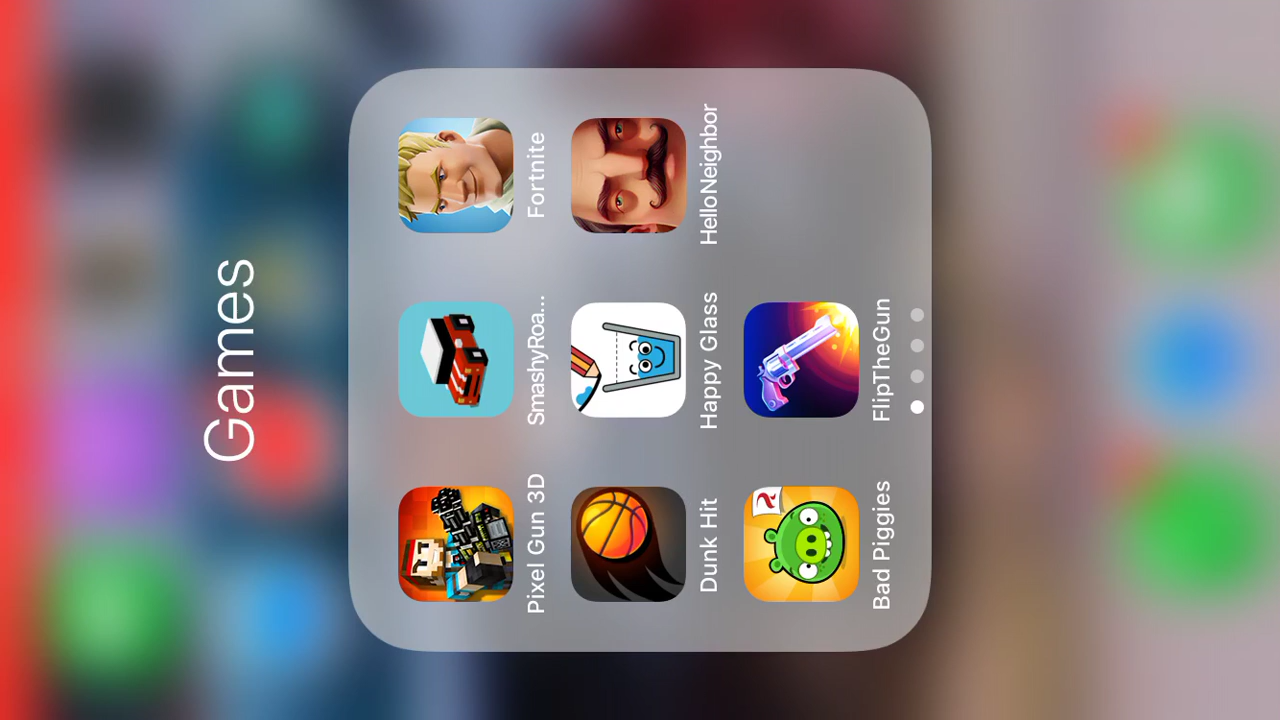 Games
Pixel Gun 3D
SmashyRoa...
Fortnite
Dunk Hit
Happy Glass
HelloNeighbor
Bad Piggies
FlipTheGun